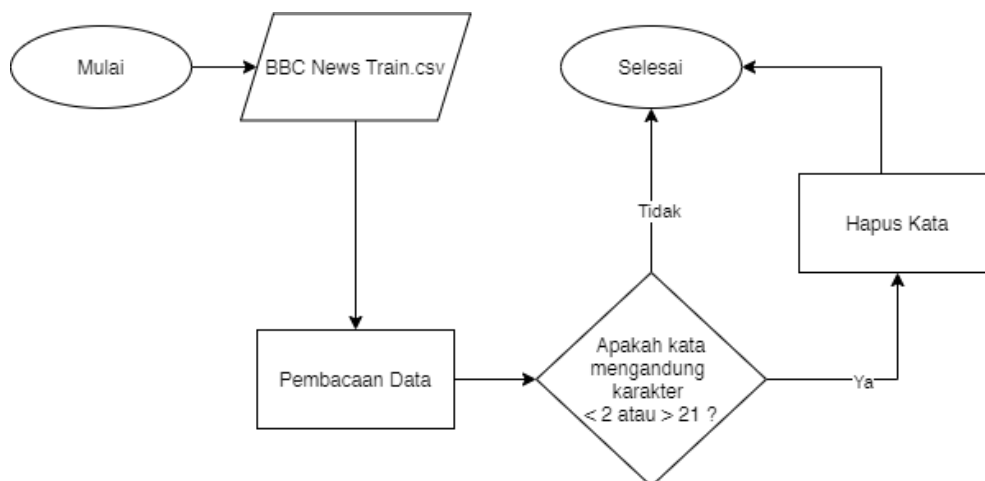 Mulai
BBC News Train.csv
Selesai
Tidak
Hapus Kata
Pembacaan Data
Apakah kata
mengandung
karakter
< 2 atau > 21 ?
Ya